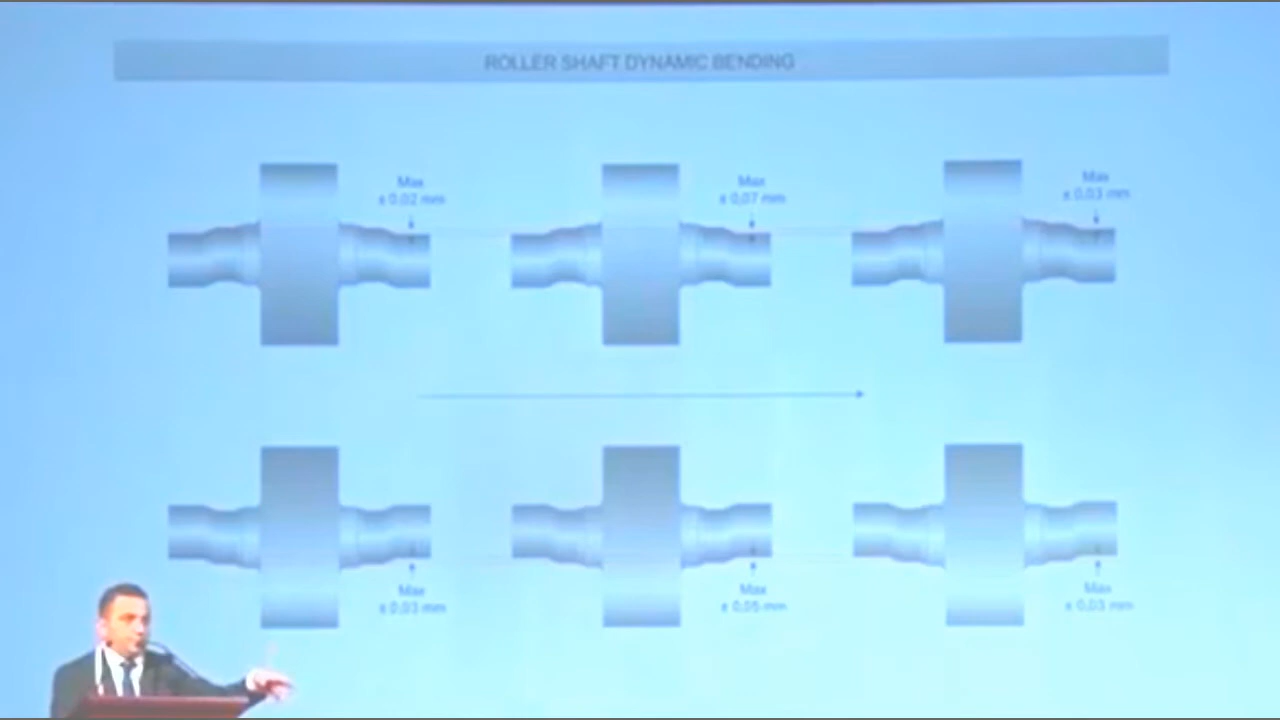 ROLLER SHAFT DYNAMIC BENDING
Max
± 0.02 mm
Max
± 0,07 mm
Max
± 0,03 mm
Max
± 0,03 mm
Max
± 0,05 mm
Max
± 0,03 mm